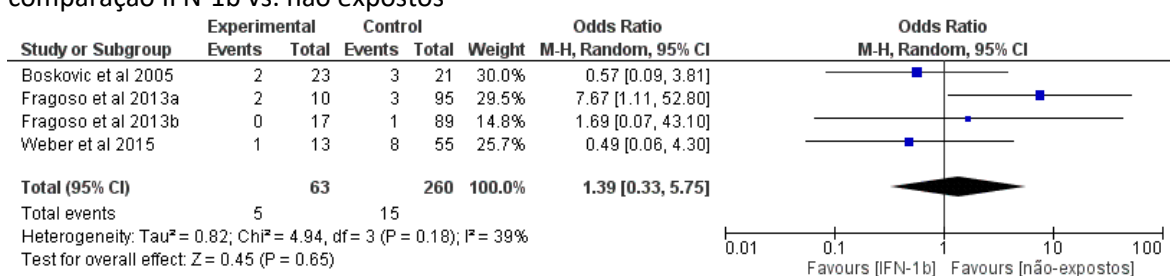 comparação IFN-1b vs. não expostos
Experimental Control Odds Ratio Odds Ratio
Study or Subgroup Events Total Events Total Weight M-H, Random, 95% CI M-H, Random, 95% CI
Boskovic et al 2005 2 23 3 21 30.0% 0.57 [0.09, 3.81]
Fragoso et al 2013a 2 10 3 95 29.5% 7.67 [1.11, 52.80]
Fragoso et al 2013b 0 17 1 89 14.8% 1.69 [0.07, 43.10]
Weber et al 2015 1 13 8 55 25.7% 0.49 [0.06, 4.30]
Total (95% CI) 63 260 100.0% 1.39 [0.33, 5.75]
Total events 5 15
Heterogeneity: Tau² = 0.82; Chi² = 4.94, df = 3 (P = 0.18); I² = 39%
Test for overall effect: Z = 0.45 (P = 0.65)
0.01 0.1 1 10 100
Favours [IFN-1b] Favours [não-expostos]